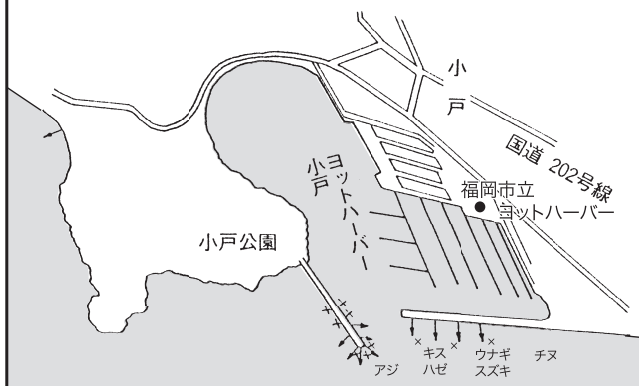 小戸
国道 202号線
福岡市立
ヨットハーバー
小戸
ヨットハーバー
小戸公園
アジ
キス
ハゼ
ウナギ
スズキ
チヌ